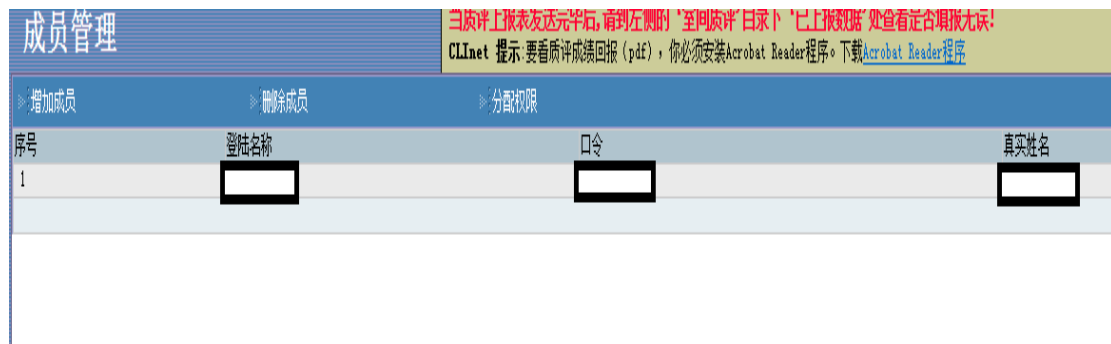 成员管理
当质评上报表发送完毕后,请到左侧的“室间质评”目录下“已上报数据”处查看是否填报无误!
CLInet 提示:要看质评成绩回报(pdf),你必须安装Acrobat Reader程序。下载Acrobat Reader程序
增加成员 删除成员 分配权限
序号 登陆名称 口令 真实姓名
1